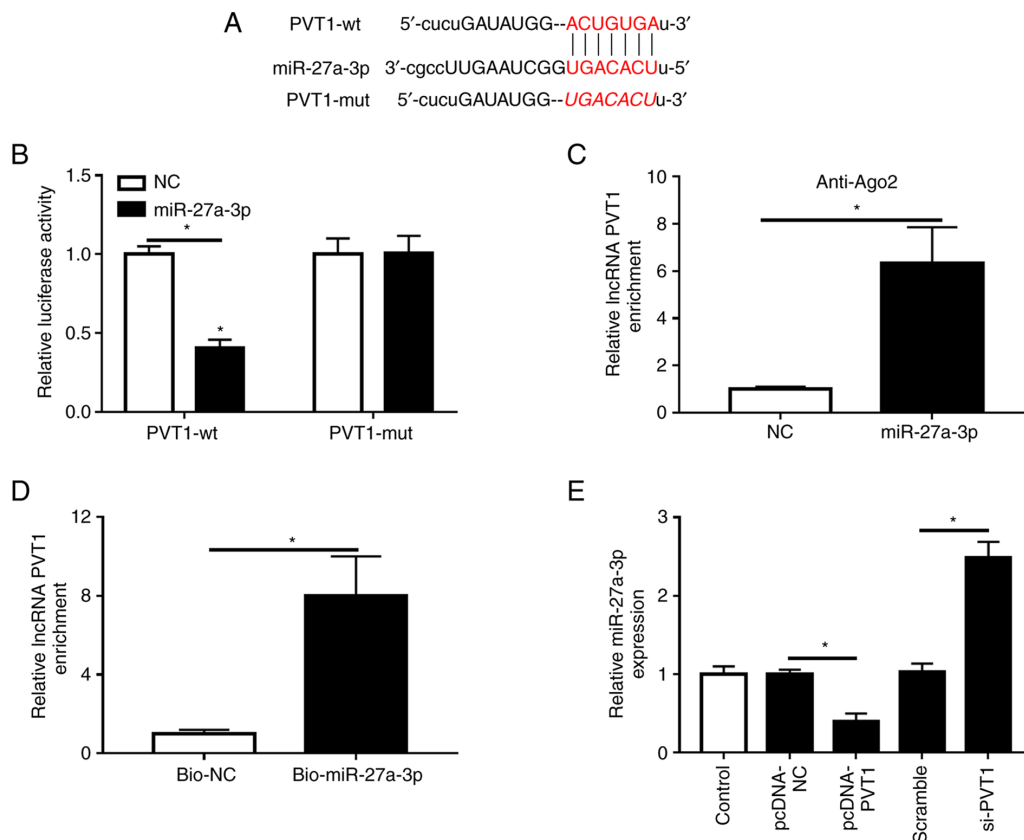 A
PVT1-wt 5′-cucuGAUAUGG--ACUGUGAu-3′
miR-27a-3p 3′-cgccUUGAAUCGGUGACACUu-5′
PVT1-mut 5′-cucuGAUAUGG--UGACACUu-3′
B
Relative luciferase activity
1.5
1.0
0.5
0.0
NC
miR-27a-3p
*
*
PVT1-wt PVT1-mut
C
Relative lncRNA PVT1
enrichment
10
8
6
4
2
0
Anti-Ago2
*
NC miR-27a-3p
D
Relative lncRNA PVT1
enrichment
12
8
4
0
*
Bio-NC Bio-miR-27a-3p
E
Relative miR-27a-3p
expression
3
2
1
0
*
*
Control
pcDNA-
NC
pcDNA-
PVT1
Scramble
si-PVT1